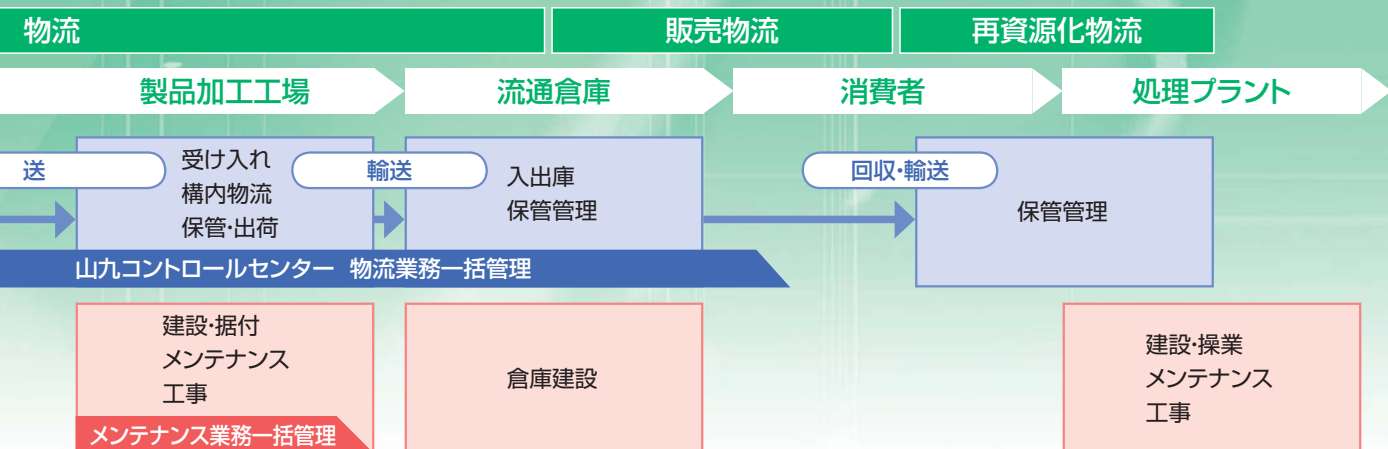 物流
販売物流
再資源化物流
製品加工工場
流通倉庫
消費者
処理プラント
送
受け入れ
構内物流
保管・出荷
輸送
入出庫
保管管理
回収・輸送
保管管理
山九コントロールセンター 物流業務一括管理
建設・据付
メンテナンス
工事
メンテナンス業務一括管理
倉庫建設
建設・操業
メンテナンス
工事